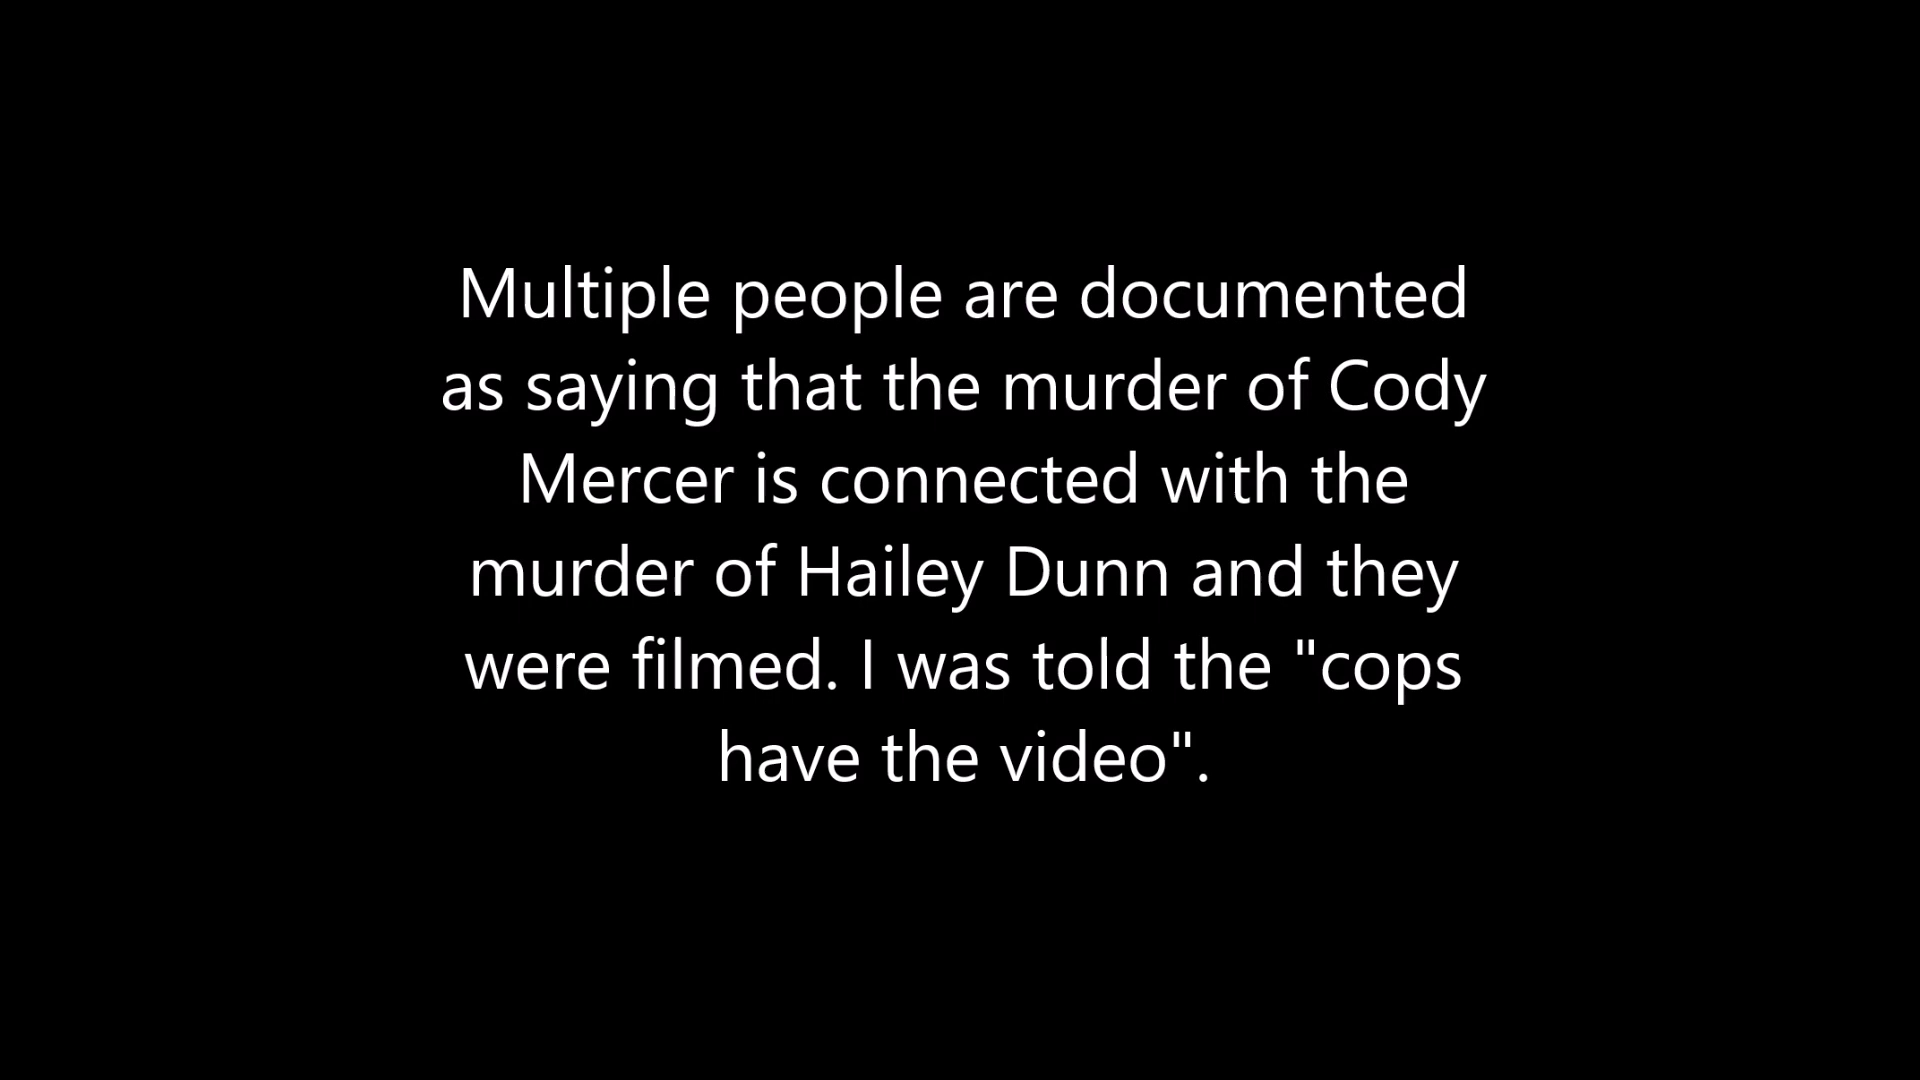 Multiple people are documented
as saying that the murder of Cody
Mercer is connected with the
murder of Hailey Dunn and they
were filmed. I was told the "cops
have the video".